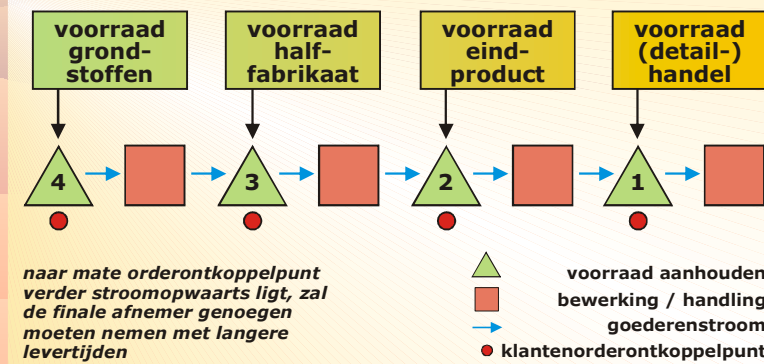 voorraad
grond-
stoffen
voorraad
half-
fabrikaat
voorraad
eind-
product
voorraad
(detail-)
handel
4
3
2
1
naar mate orderontkoppelpunt
verder stroomopwaarts ligt, zal
de finale afnemer genoegen
moeten nemen met langere
levertijden
voorraad aanhouden
bewerking / handling
goederenstroom
klantenorderontkoppelpunt